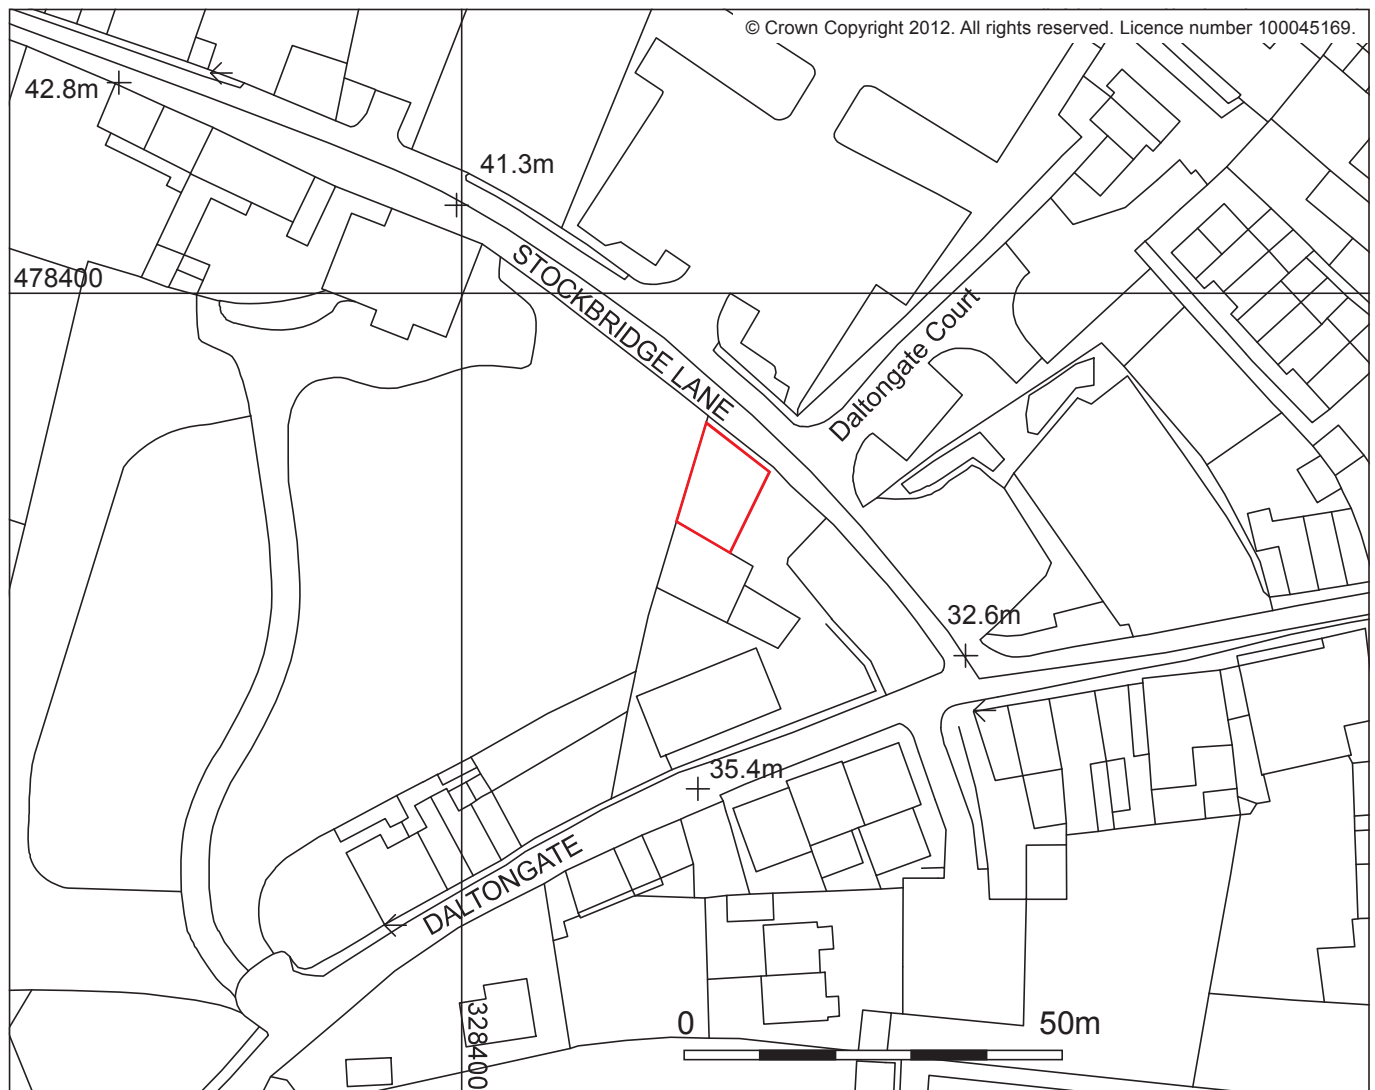 © Crown Copyright 2012. All rights reserved. Licence number 100045169.
42.8m
41.3m
478400
STOCKBRIDGE LANE
Daltongate Court
32.6m
35.4m
DALTONGATE
328400
0 50m